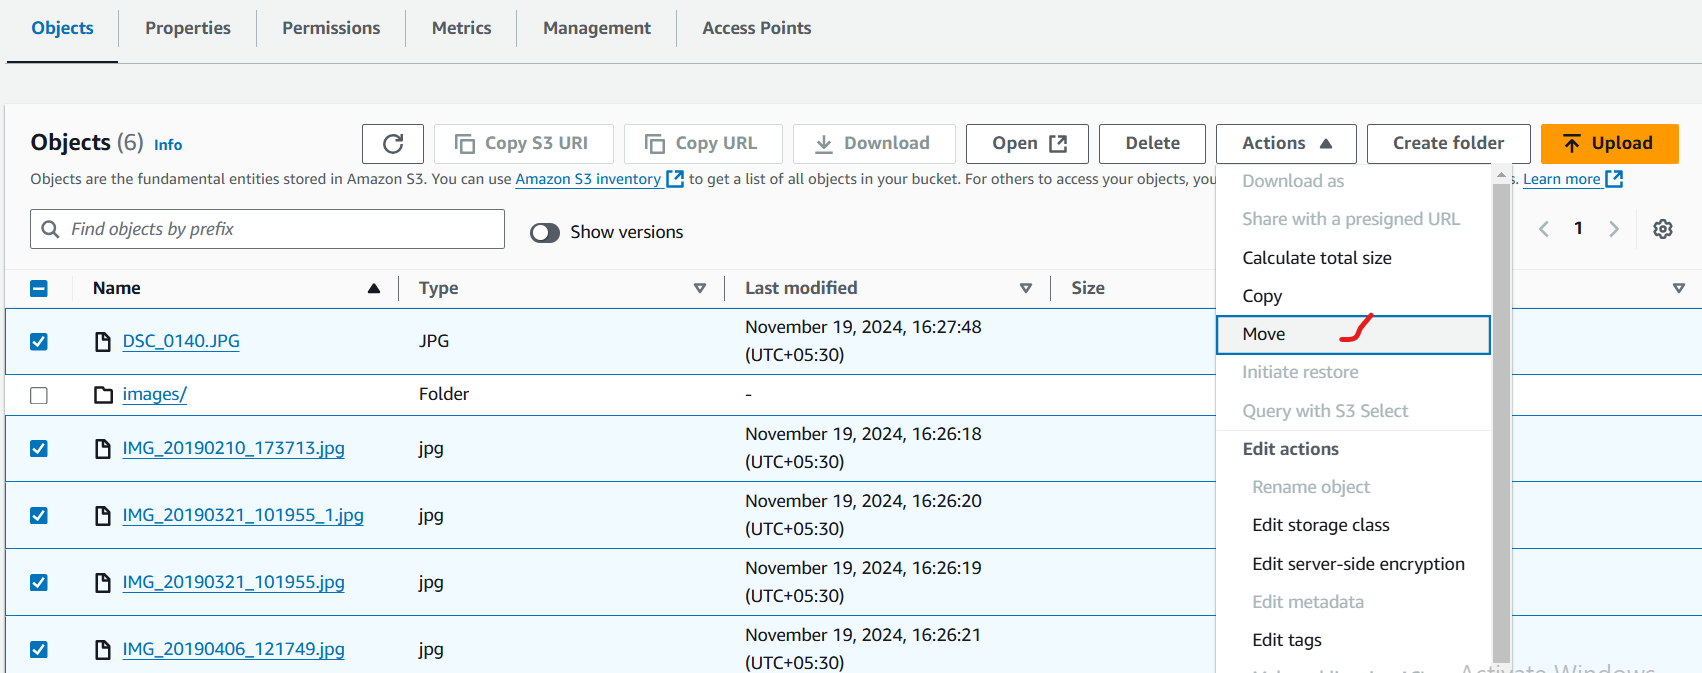 Objects Properties Permissions Metrics Management Access Points
Objects (6) Info Copy S3 URI Copy URL Download Open Delete Actions Create folder Upload
Objects are the fundamental entities stored in Amazon S3. You can use Amazon S3 inventory to get a list of all objects in your bucket. For others to access your objects, you Learn more
Download as
Share with a presigned URL
Find objects by prefix Show versions 1
Calculate total size
Name Type Last modified Size
Copy
DSC_0140.JPG JPG November 19, 2024, 16:27:48
(UTC+05:30)
Move
Initiate restore
images/ Folder -
Query with S3 Select
IMG_20190210_173713.jpg jpg November 19, 2024, 16:26:18
(UTC+05:30)
Edit actions
Rename object
IMG_20190321_101955_1.jpg jpg November 19, 2024, 16:26:20
(UTC+05:30)
Edit storage class
Edit server-side encryption
IMG_20190321_101955.jpg jpg November 19, 2024, 16:26:19
(UTC+05:30)
Edit metadata
Edit tags
IMG_20190406_121749.jpg jpg November 19, 2024, 16:26:21
(UTC+05:30)
Activate Windows